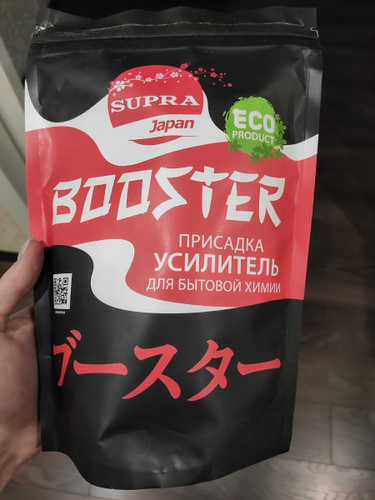 SUPRA
Japan
ECO
PRODUCT
BOOSTER
ПРИСАДКА
УСИЛИТЕЛЬ
ДЛЯ БЫТОВОЙ ХИМИИ
ブースター